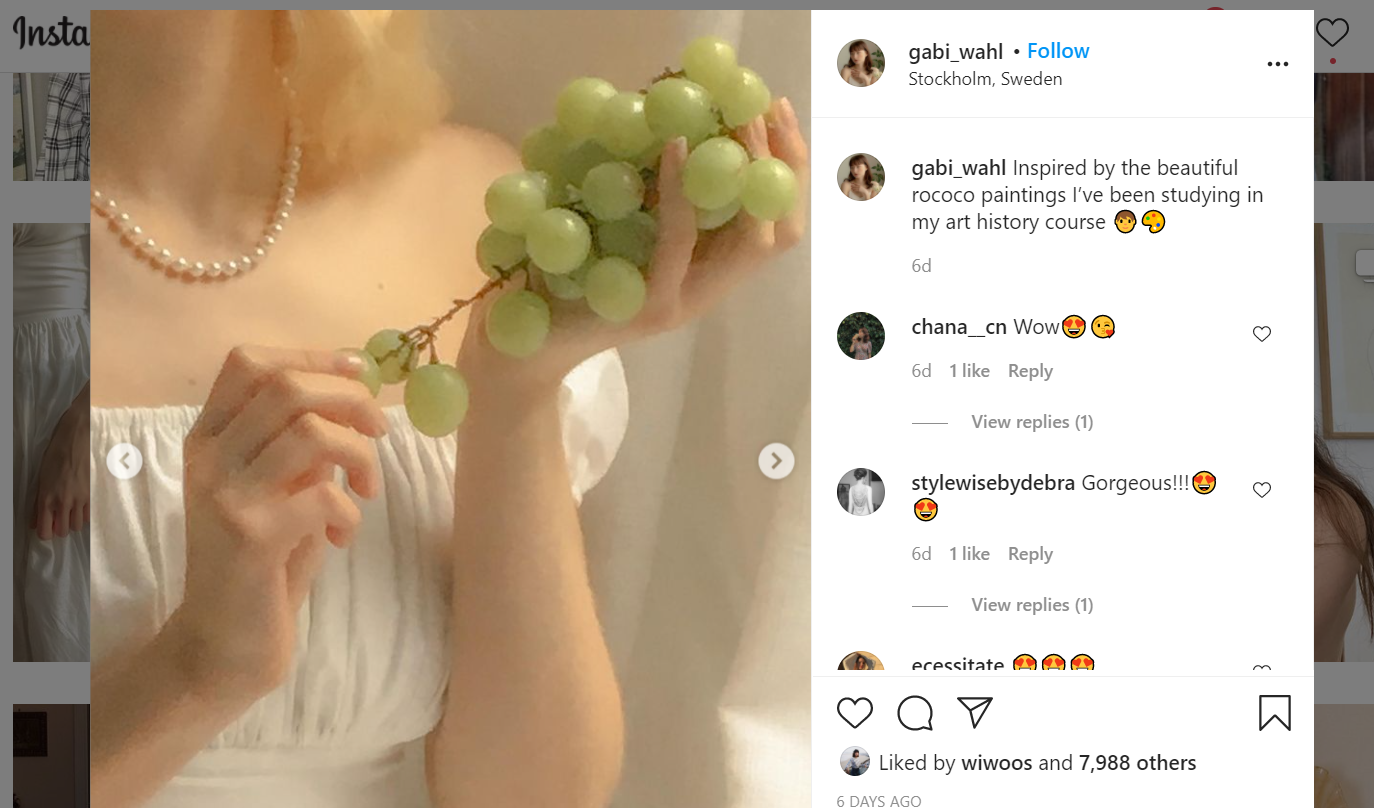 Insta
gabi_wahl • Follow
Stockholm, Sweden
gabi_wahl Inspired by the beautiful
rococo paintings I’ve been studying in
my art history course 👩🎨
6d
chana__cn Wow😍😘
6d 1 like Reply
View replies (1)
stylewisebydebra Gorgeous!!!😍
😍
6d 1 like Reply
View replies (1)
ecessitate 😍😍😍
Liked by wiwoos and 7,988 others
6 DAYS AGO